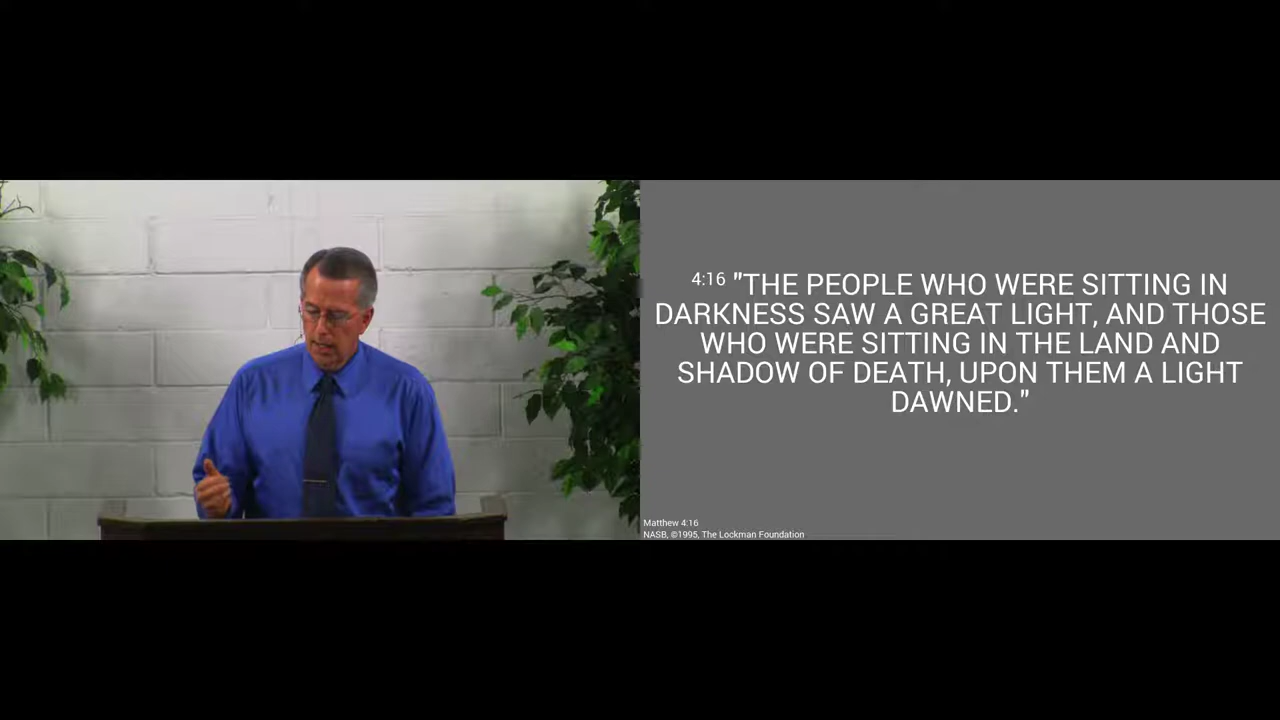 4:16 "THE PEOPLE WHO WERE SITTING IN
DARKNESS SAW A GREAT LIGHT, AND THOSE
WHO WERE SITTING IN THE LAND AND
SHADOW OF DEATH, UPON THEM A LIGHT
DAWNED."
Matthew 4:16
NASB, ©1995, The Lockman Foundation